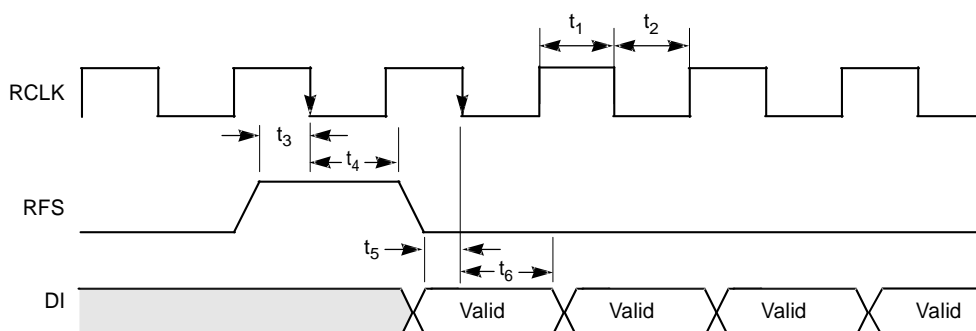 t1 t2
RCLK
t3
t4
RFS
t5
t6
DI Valid Valid Valid Valid